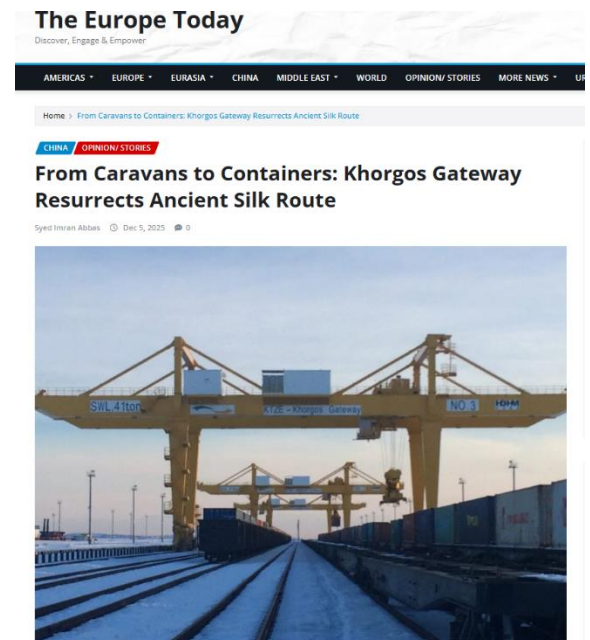 The Europe Today
Discover, Engage & Empower
AMERICAS EUROPE EURASIA CHINA MIDDLE EAST WORLD OPINION/ STORIES MORE NEWS
Home > From Caravans to Containers: Khorgos Gateway Resurrects Ancient Silk Route
CHINA OPINION/ STORIES
From Caravans to Containers: Khorgos Gateway
Resurrects Ancient Silk Route
Syed Imran Abbas Dec 5, 2025 0
SWL.41ton KTZE - Khorgos Gateway NO 3